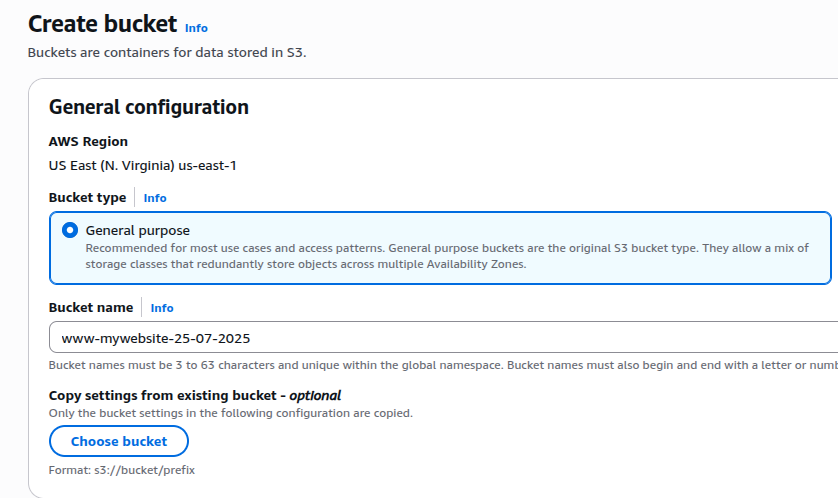 Create bucket Info
Buckets are containers for data stored in S3.
General configuration
AWS Region
US East (N. Virginia) us-east-1
Bucket type Info
General purpose
Recommended for most use cases and access patterns. General purpose buckets are the original S3 bucket type. They allow a mix of
storage classes that redundantly store objects across multiple Availability Zones.
Bucket name Info
www-mywebsite-25-07-2025
Bucket names must be 3 to 63 characters and unique within the global namespace. Bucket names must also begin and end with a letter or
Copy settings from existing bucket - optional
Only the bucket settings in the following configuration are copied.
Choose bucket
Format: s3://bucket/prefix